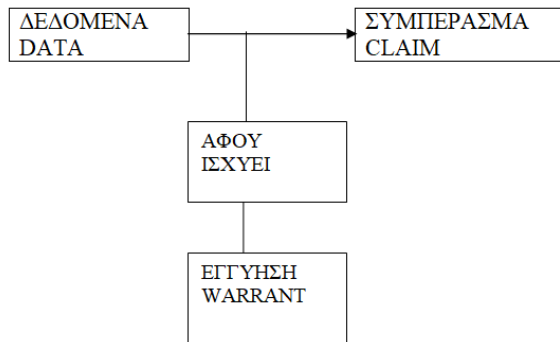 ΔΕΔΟΜΕΝΑ
DATA
ΣΥΜΠΕΡΑΣΜΑ
CLAIM
ΑΦΟΥ
ΙΣΧΥΕΙ
ΕΓΓΥΗΣΗ
WARRANT